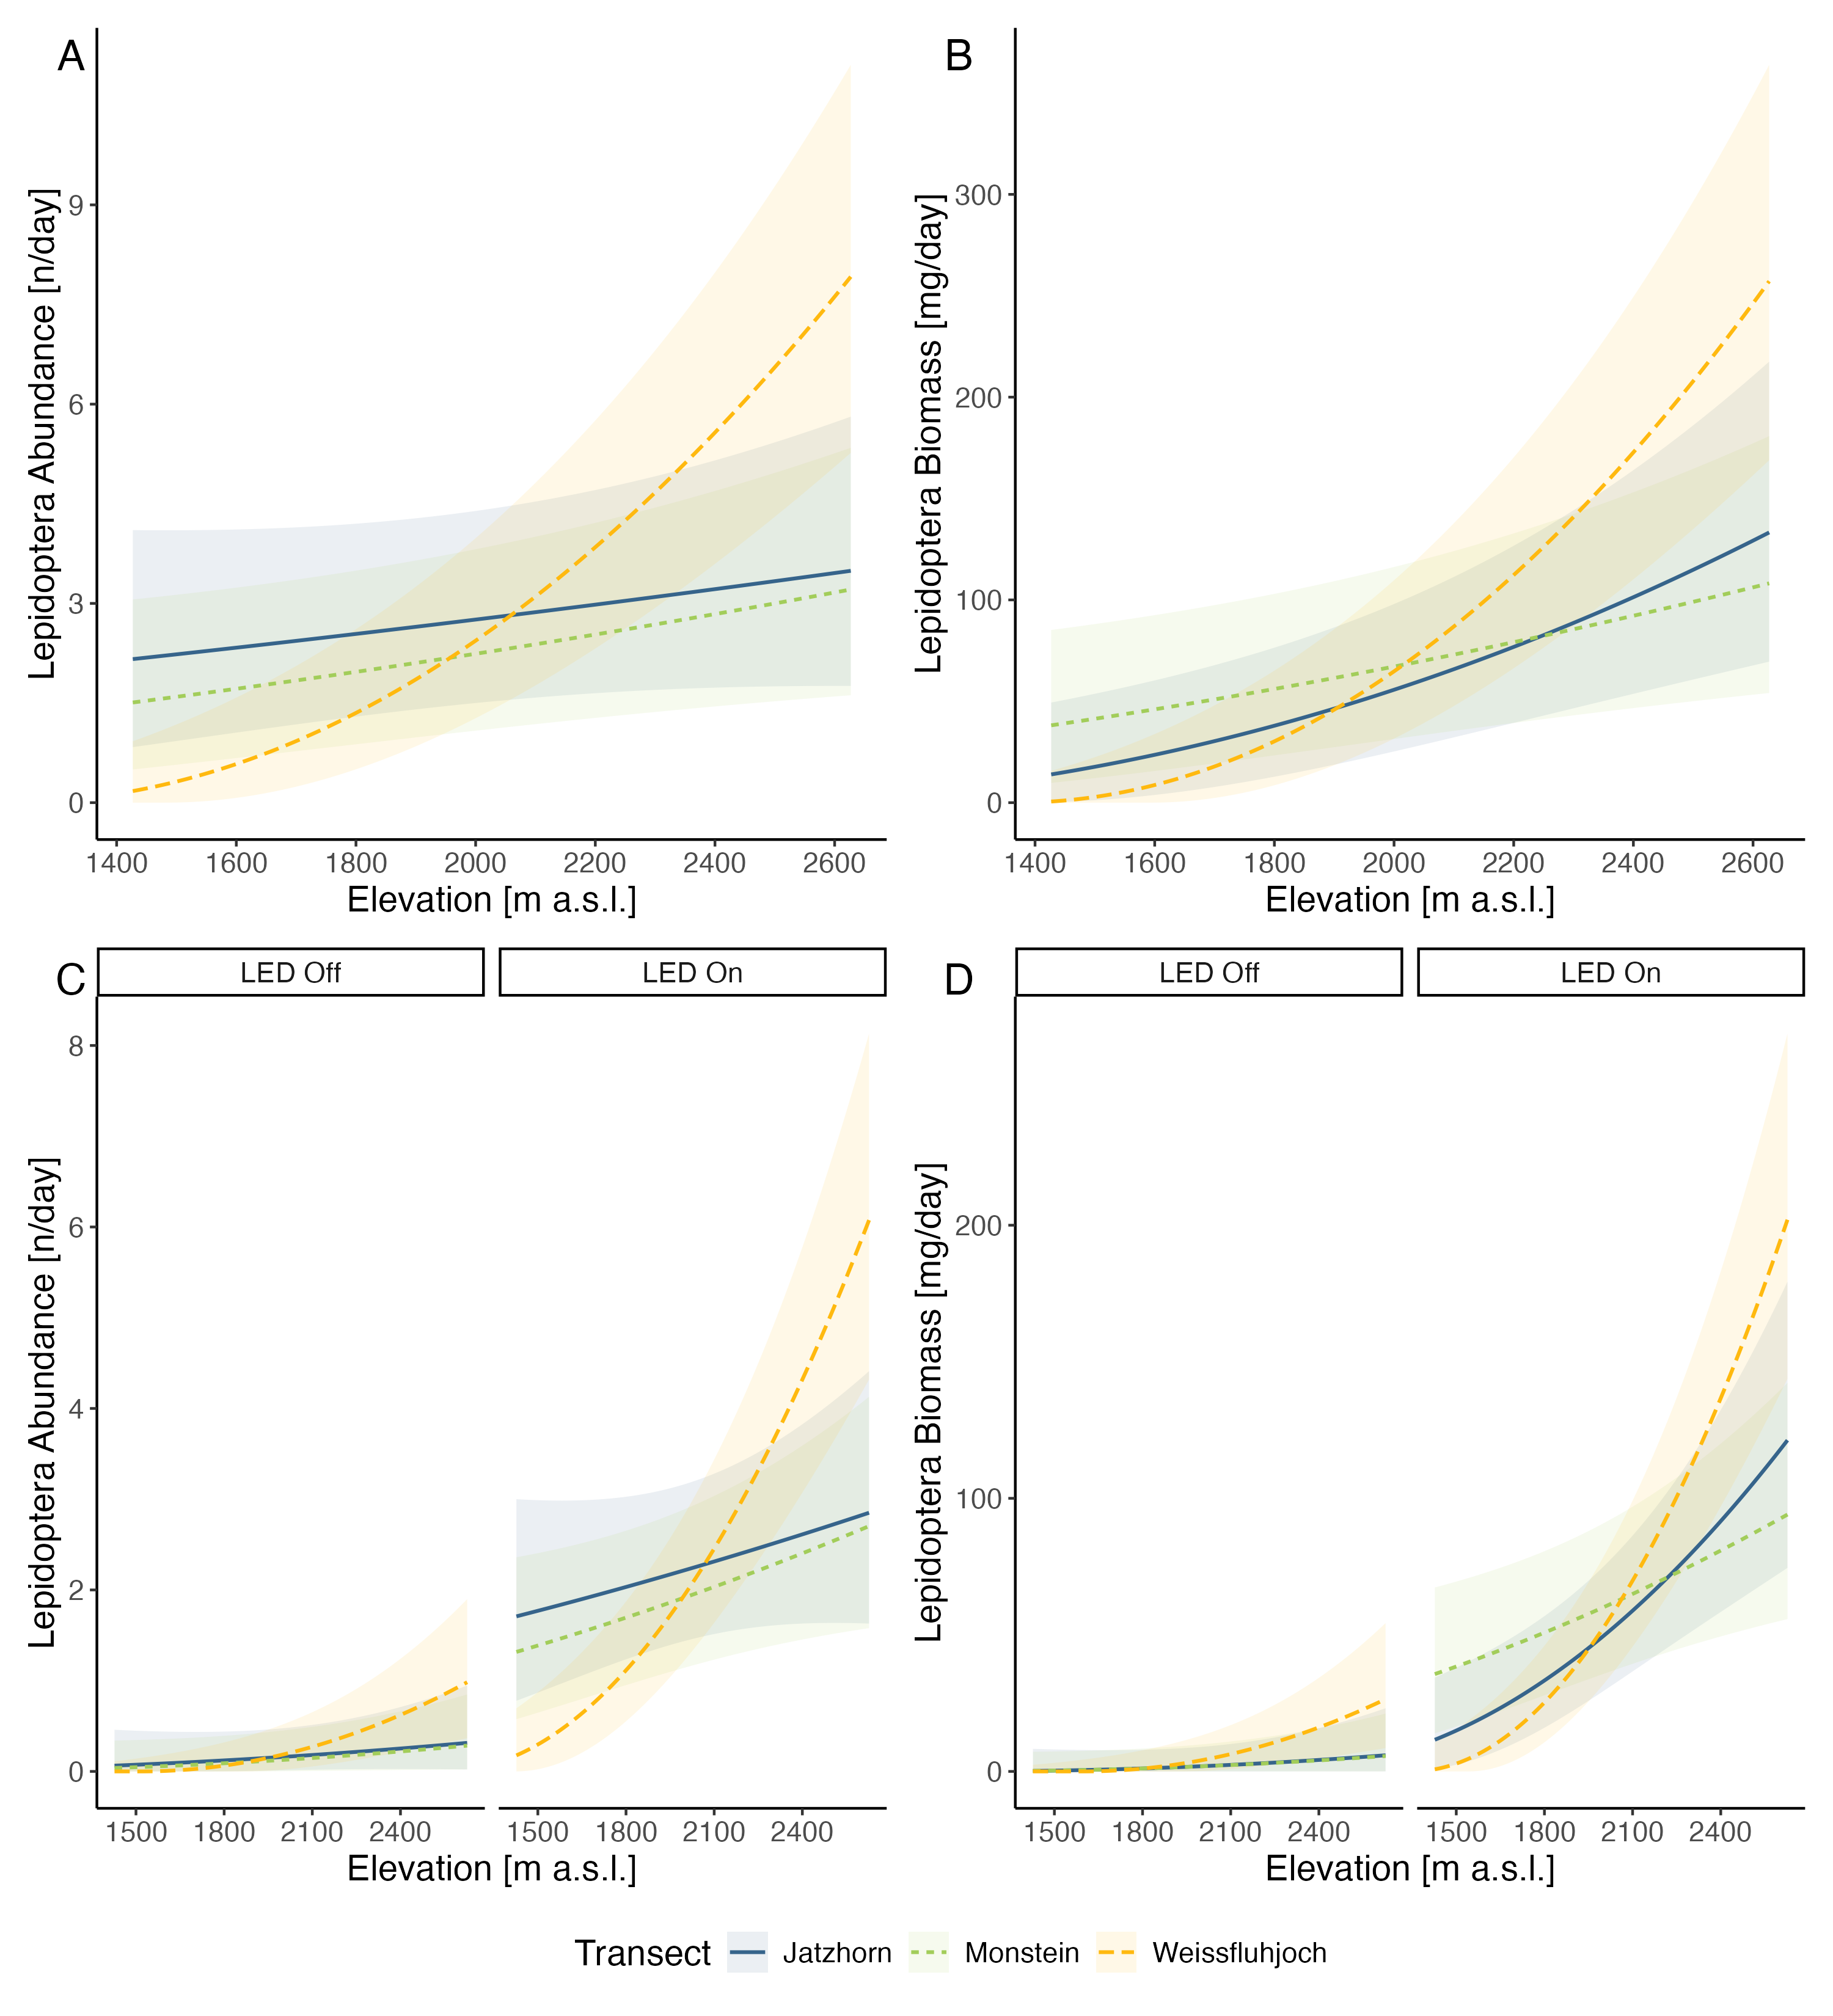 A
Lepidoptera Abundance [n/day]
9
6
3
0
1400 1600 1800 2000 2200 2400 2600
Elevation [m a.s.l.]
B
Lepidoptera Biomass [mg/day]
300
200
100
0
1400 1600 1800 2000 2200 2400 2600
Elevation [m a.s.l.]
C
LED Off LED On
Lepidoptera Abundance [n/day]
8
6
4
2
0
1500 1800 2100 2400 1500 1800 2100 2400
Elevation [m a.s.l.]
D
LED Off LED On
Lepidoptera Biomass [mg/day]
200
100
0
1500 1800 2100 2400 1500 1800 2100 2400
Elevation [m a.s.l.]
Transect Jatzhorn Monstein Weissfluhjoch